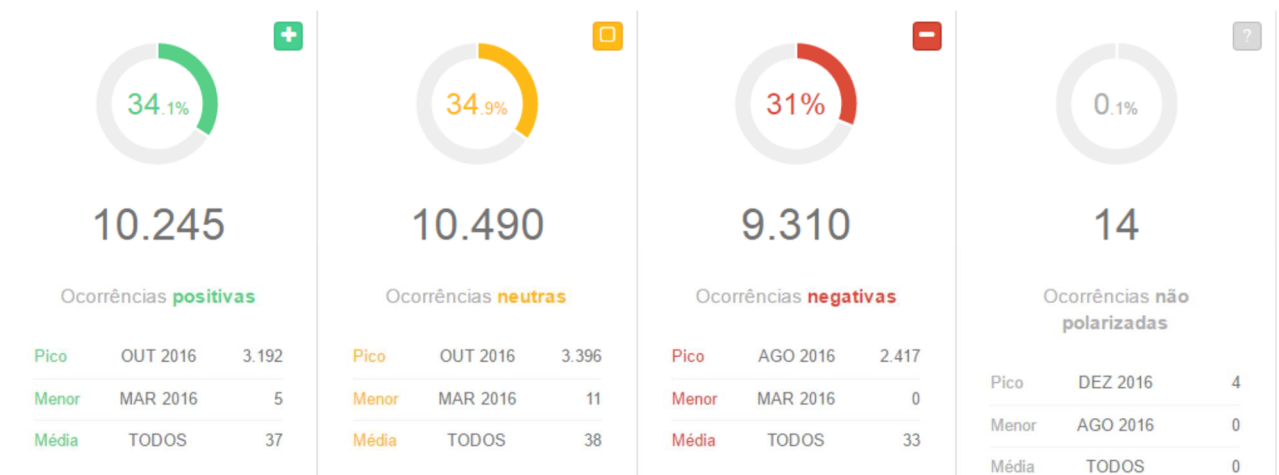 34.1%
10.245
Ocorrências positivas
Pico OUT 2016 3.192
Menor MAR 2016 5
Média TODOS 37
34.9%
10.490
Ocorrências neutras
Pico OUT 2016 3.396
Menor MAR 2016 11
Média TODOS 38
31%
9.310
Ocorrências negativas
Pico AGO 2016 2.417
Menor MAR 2016 0
Média TODOS 33
?
0.1%
14
Ocorrências não
polarizadas
Pico DEZ 2016 4
Menor AGO 2016 0
Média TODOS 0